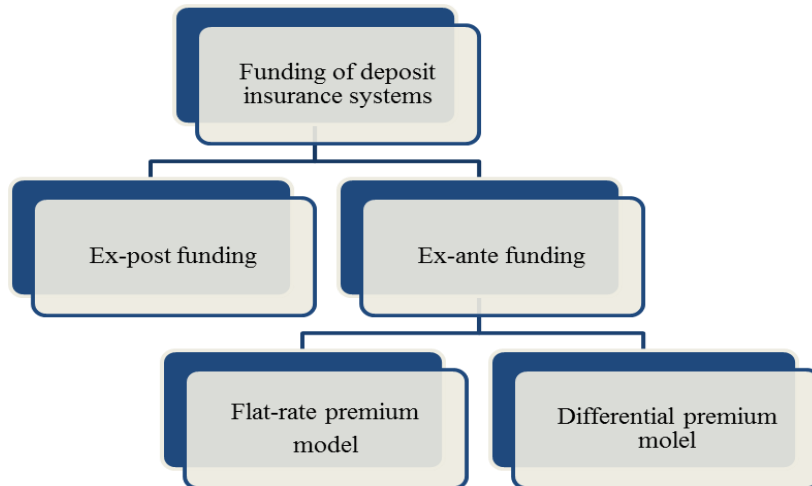 Funding of deposit
insurance systems
Ex-post funding
Ex-ante funding
Flat-rate premium
model
Differential premium
molel